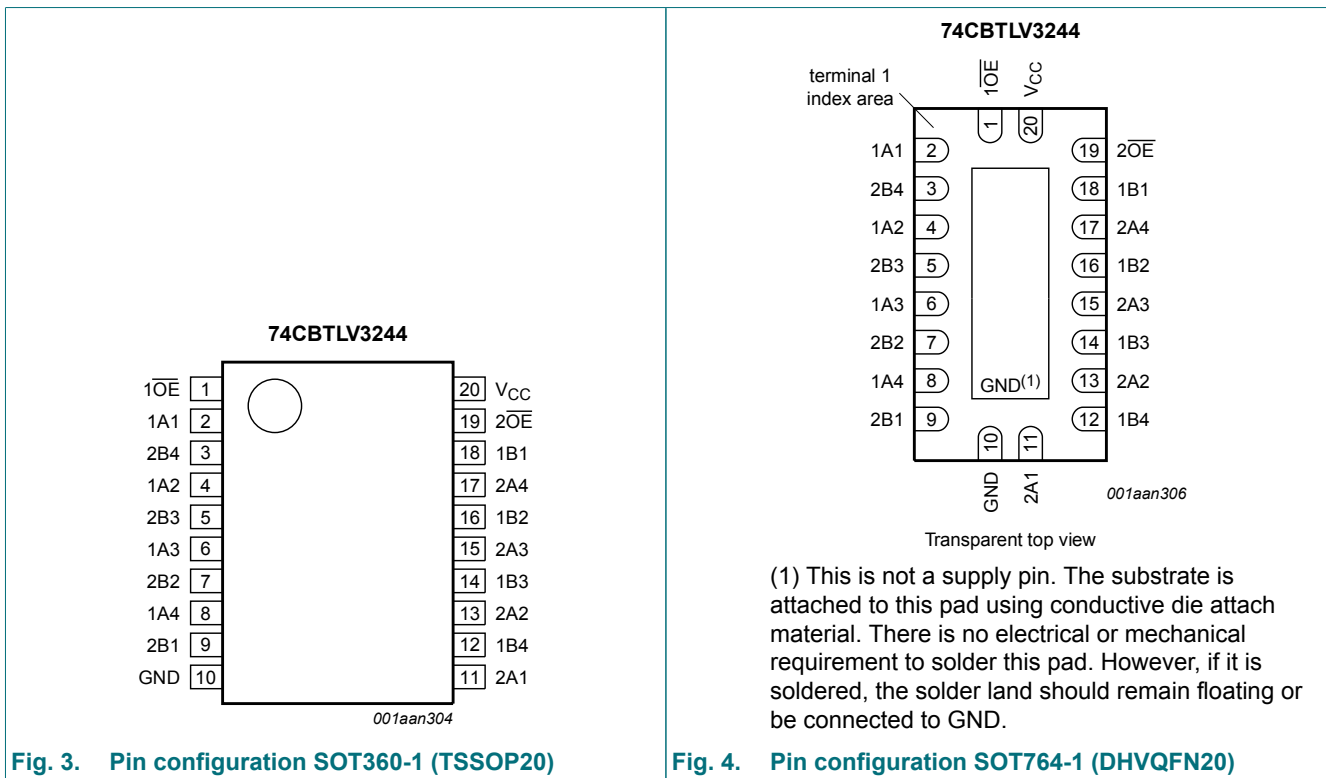 74CBTLV3244
1OE 1
1A1 2
2B4 3
1A2 4
2B3 5
1A3 6
2B2 7
1A4 8
2B1 9
GND 10
20 VCC
19 2OE
18 1B1
17 2A4
16 1B2
15 2A3
14 1B3
13 2A2
12 1B4
11 2A1
001aan304
Fig. 3. Pin configuration SOT360-1 (TSSOP20)
74CBTLV3244
terminal 1
index area
1OE
VCC
1
20
1A1 2
2B4 3
1A2 4
2B3 5
1A3 6
2B2 7
1A4 8
2B1 9
19 2OE
18 1B1
17 2A4
16 1B2
15 2A3
14 1B3
13 2A2
12 1B4
GND(1)
10
11
GND
2A1
001aan306
Transparent top view
(1) This is not a supply pin. The substrate is
attached to this pad using conductive die attach
material. There is no electrical or mechanical
requirement to solder this pad. However, if it is
soldered, the solder land should remain floating or
be connected to GND.
Fig. 4. Pin configuration SOT764-1 (DHVQFN20)